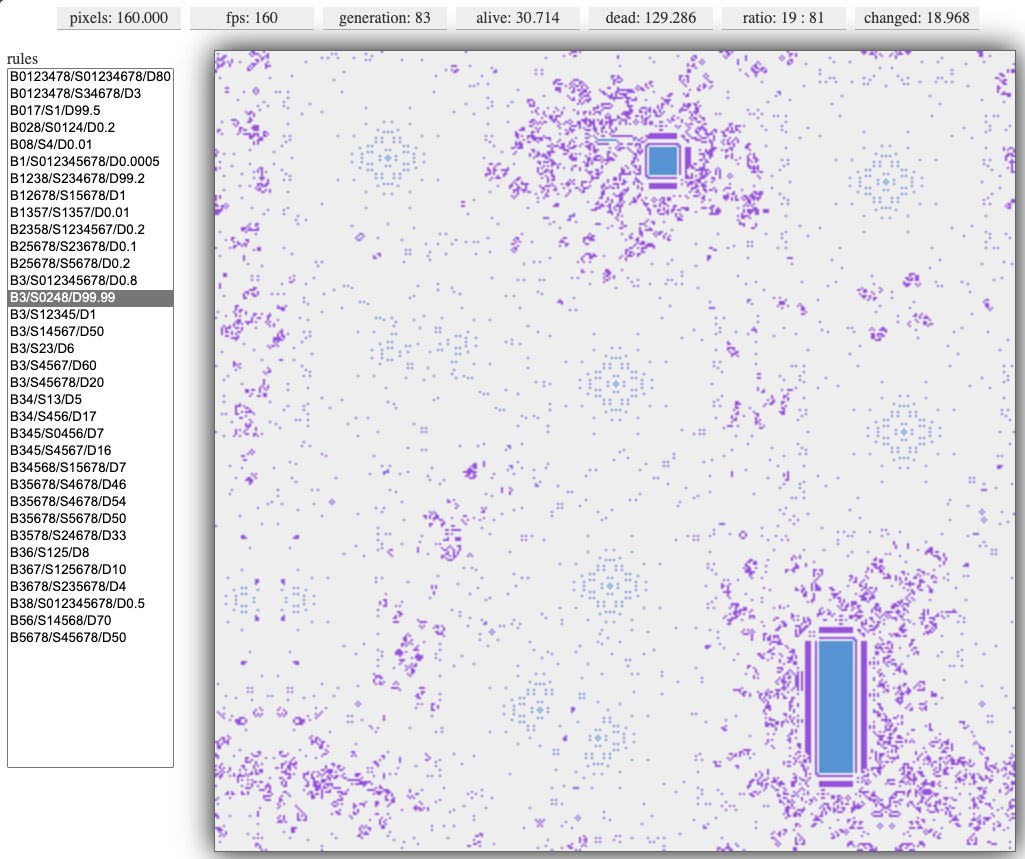 pixels: 160.000 fps: 160 generation: 83 alive: 30.714 dead: 129.286 ratio: 19 : 81 changed: 18.968
rules
B0123478/S01234678/D80
B0123478/S34678/D3
B017/S1/D99.5
B028/S0124/D0.2
B08/S4/D0.01
B1/S012345678/D0.0005
B1238/S234678/D99.2
B12678/S15678/D1
B1357/S1357/D0.01
B2358/S1234567/D0.2
B25678/S23678/D0.1
B25678/S5678/D0.2
B3/S012345678/D0.8
B3/S0248/D99.99
B3/S12345/D1
B3/S14567/D50
B3/S23/D6
B3/S4567/D60
B3/S45678/D20
B34/S13/D5
B34/S456/D17
B345/S0456/D7
B345/S4567/D16
B34568/S15678/D7
B35678/S4678/D46
B35678/S4678/D54
B35678/S5678/D50
B3578/S24678/D33
B36/S125/D8
B367/S125678/D10
B3678/S235678/D4
B38/S012345678/D0.5
B56/S14568/D70
B5678/S45678/D50